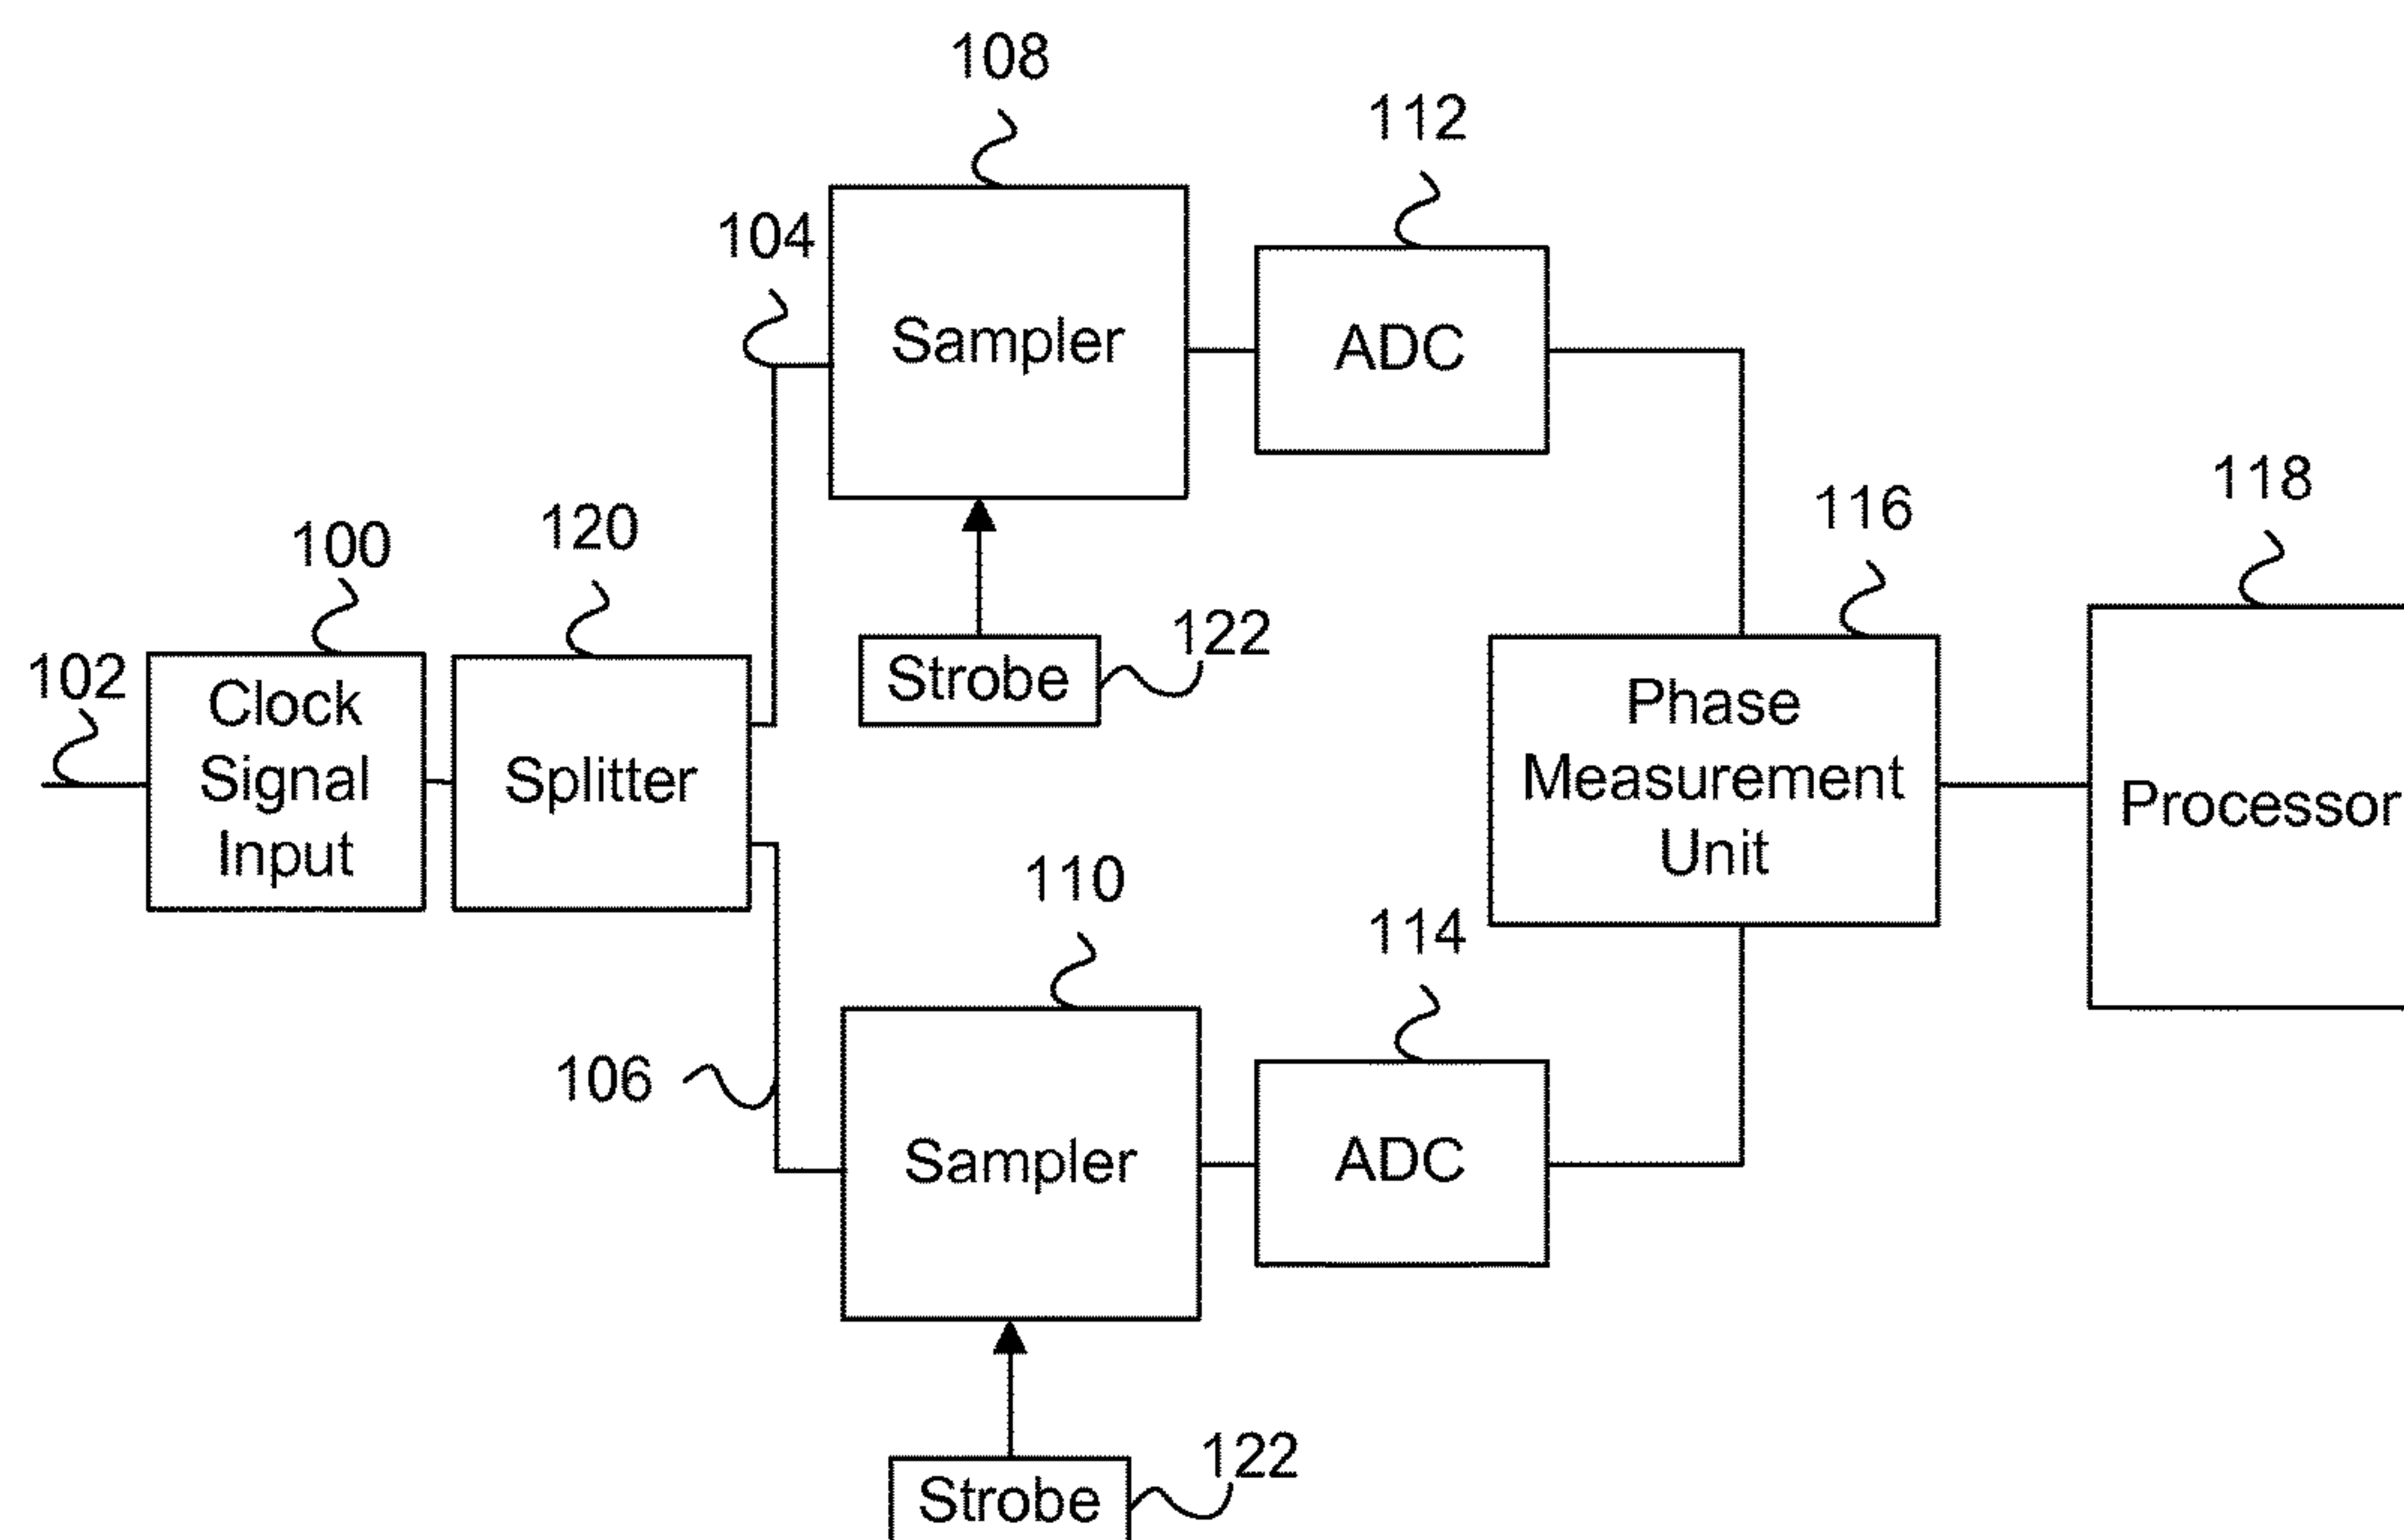 108
112
104
Sampler
ADC
118
116
120
100
122
Strobe
102
Clock
Signal
Input
Splitter
Phase
Measurement
Unit
Processor
110
114
106
Sampler
ADC
122
Strobe